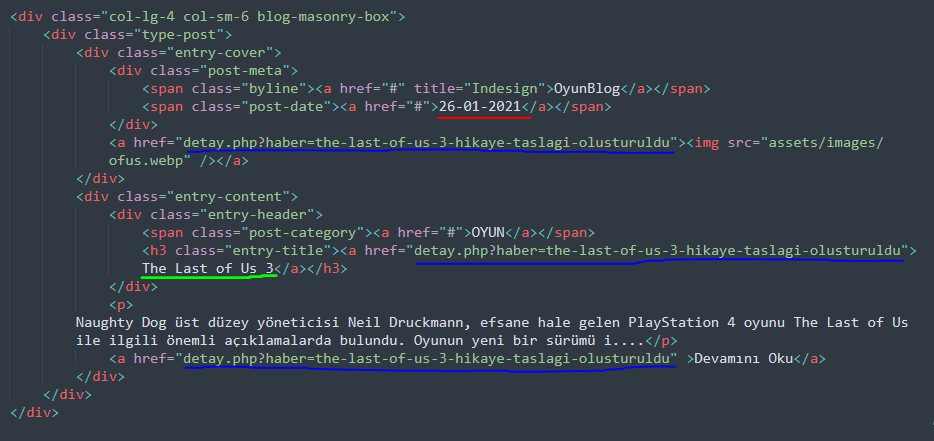 <div class="col-lg-4 col-sm-6 blog-masonry-box">
<div class="type-post">
<div class="entry-cover">
<div class="post-meta">
<span class="byline"><a href="#" title="Indesign">OyunBlog</a></span>
<span class="post-date"><a href="#">26-01-2021</a></span>
</div>
<a href="detay.php?haber=the-last-of-us-3-hikaye-taslagi-olusturuldu"><img src="assets/images/
ofus.webp" /></a>
</div>
<div class="entry-content">
<div class="entry-header">
<span class="post-category"><a href="#">OYUN</a></span>
<h3 class="entry-title"><a href="detay.php?haber=the-last-of-us-3-hikaye-taslagi-olusturuldu">
The Last of Us 3</a></h3>
</div>
<p>
Naughty Dog üst düzey yöneticisi Neil Druckmann, efsane hale gelen PlayStation 4 oyunu The Last of Us
ile ilgili önemli açıklamalarda bulundu. Oyunun yeni bir sürümü i....</p>
<a href="detay.php?haber=the-last-of-us-3-hikaye-taslagi-olusturuldu" >Devamını Oku</a>
</div>
</div>
</div>